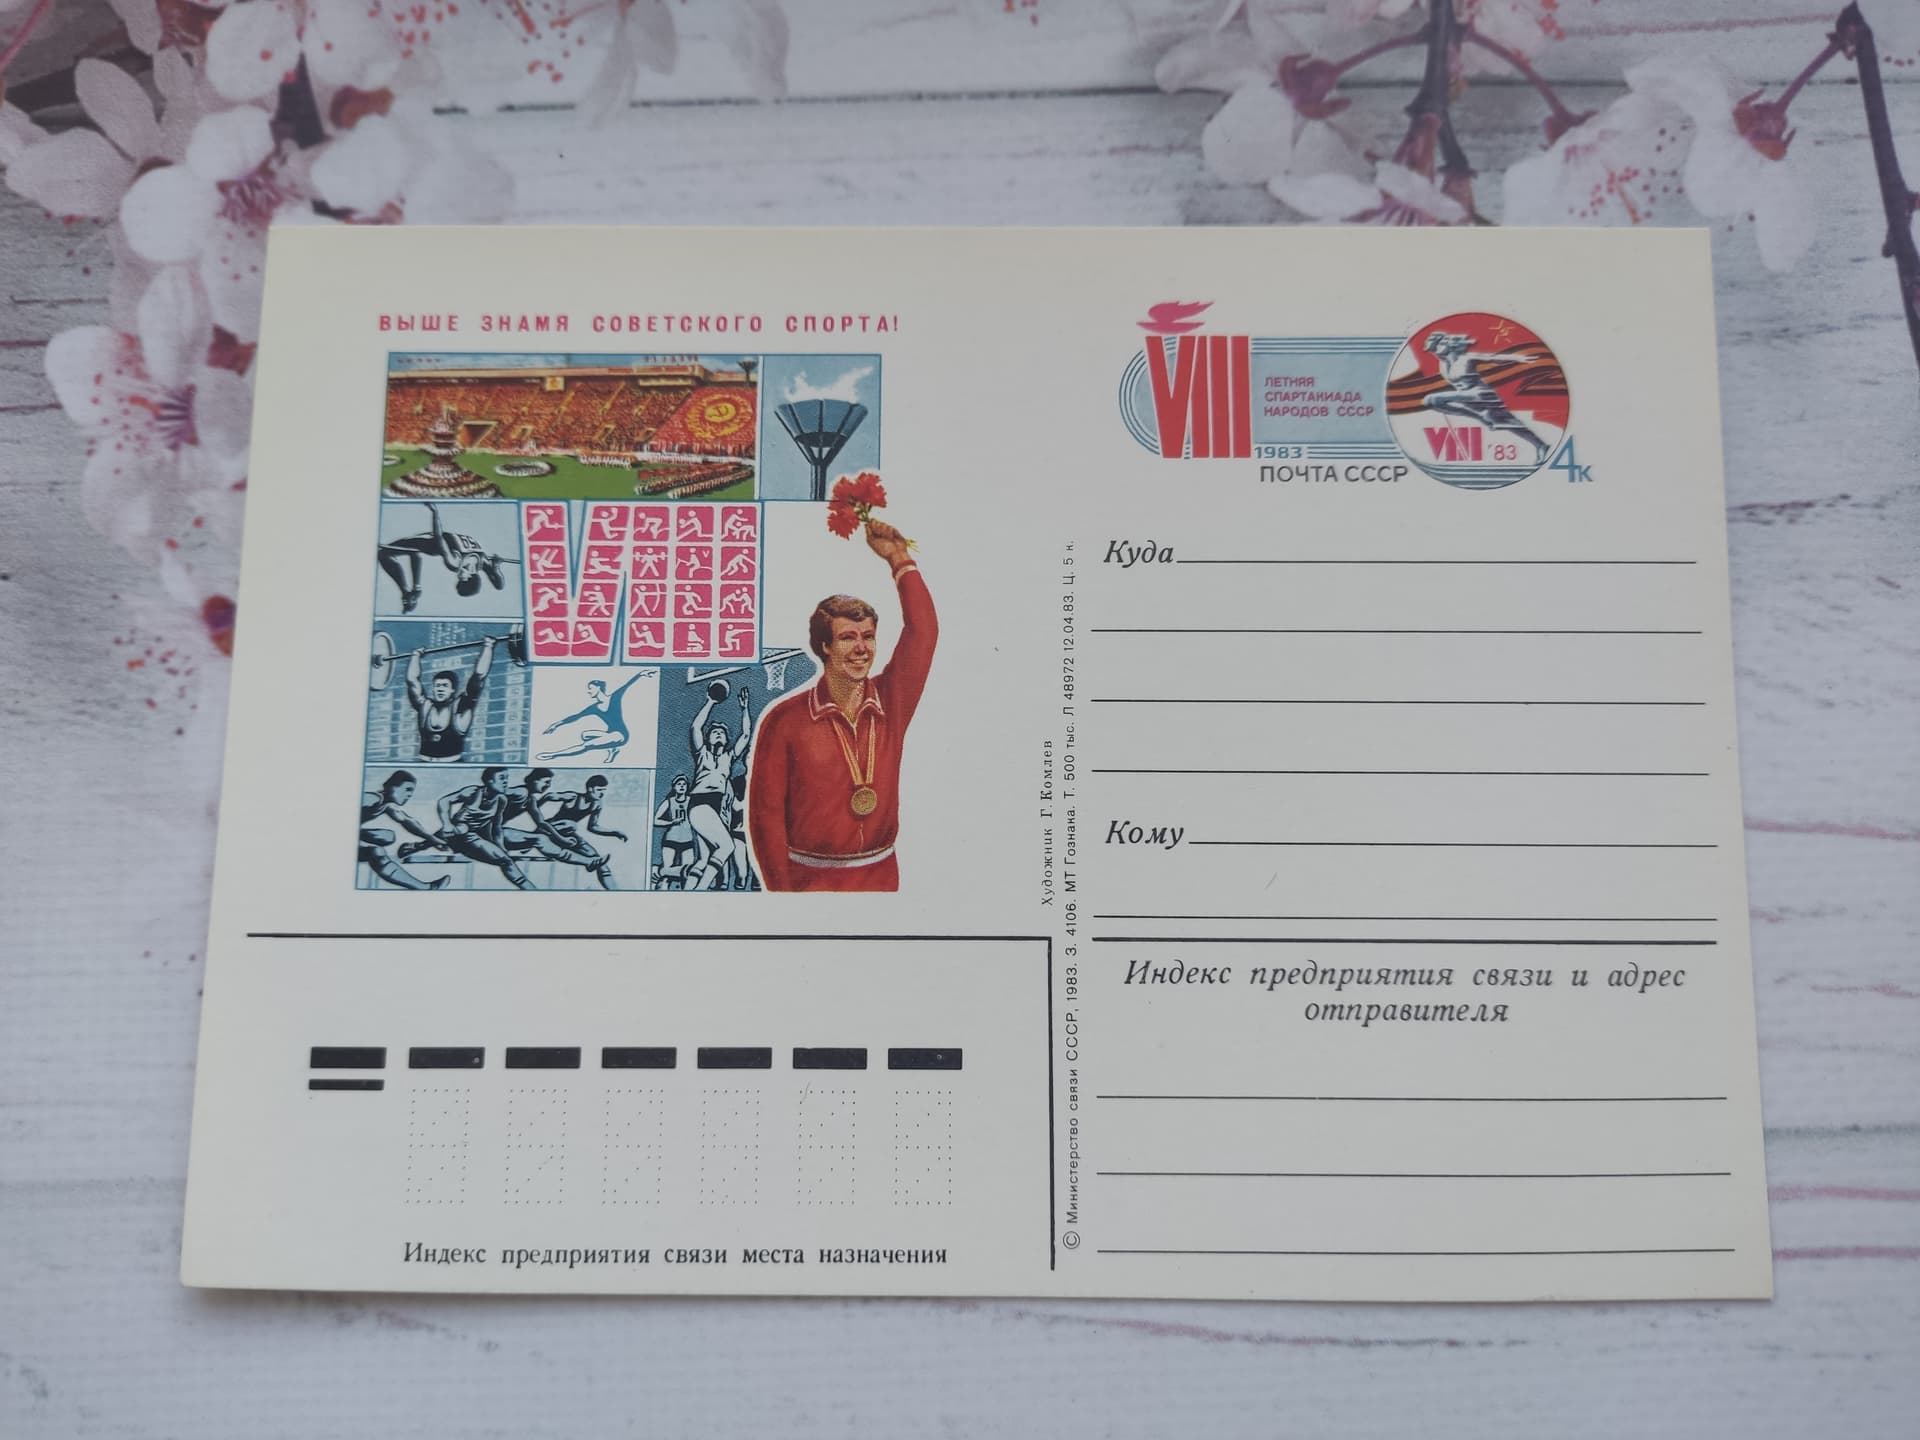 ВЫШЕ ЗНАМЯ СОВЕТСКОГО СПОРТА!
VIII
VIII
ЛЕТНЯЯ
СПАРТАКИАДА
НАРОДОВ СССР
1983
ПОЧТА СССР
VIII '83
4к
Куда
Кому
Индекс предприятия связи и адрес
отправителя
Художник Г. Комлев
© Министерство связи СССР, 1983. З. 4106. МТ Гознака. Т. 500 тыс. Л 48972 12.04.83. Ц. 5 к.
Индекс предприятия связи места назначения